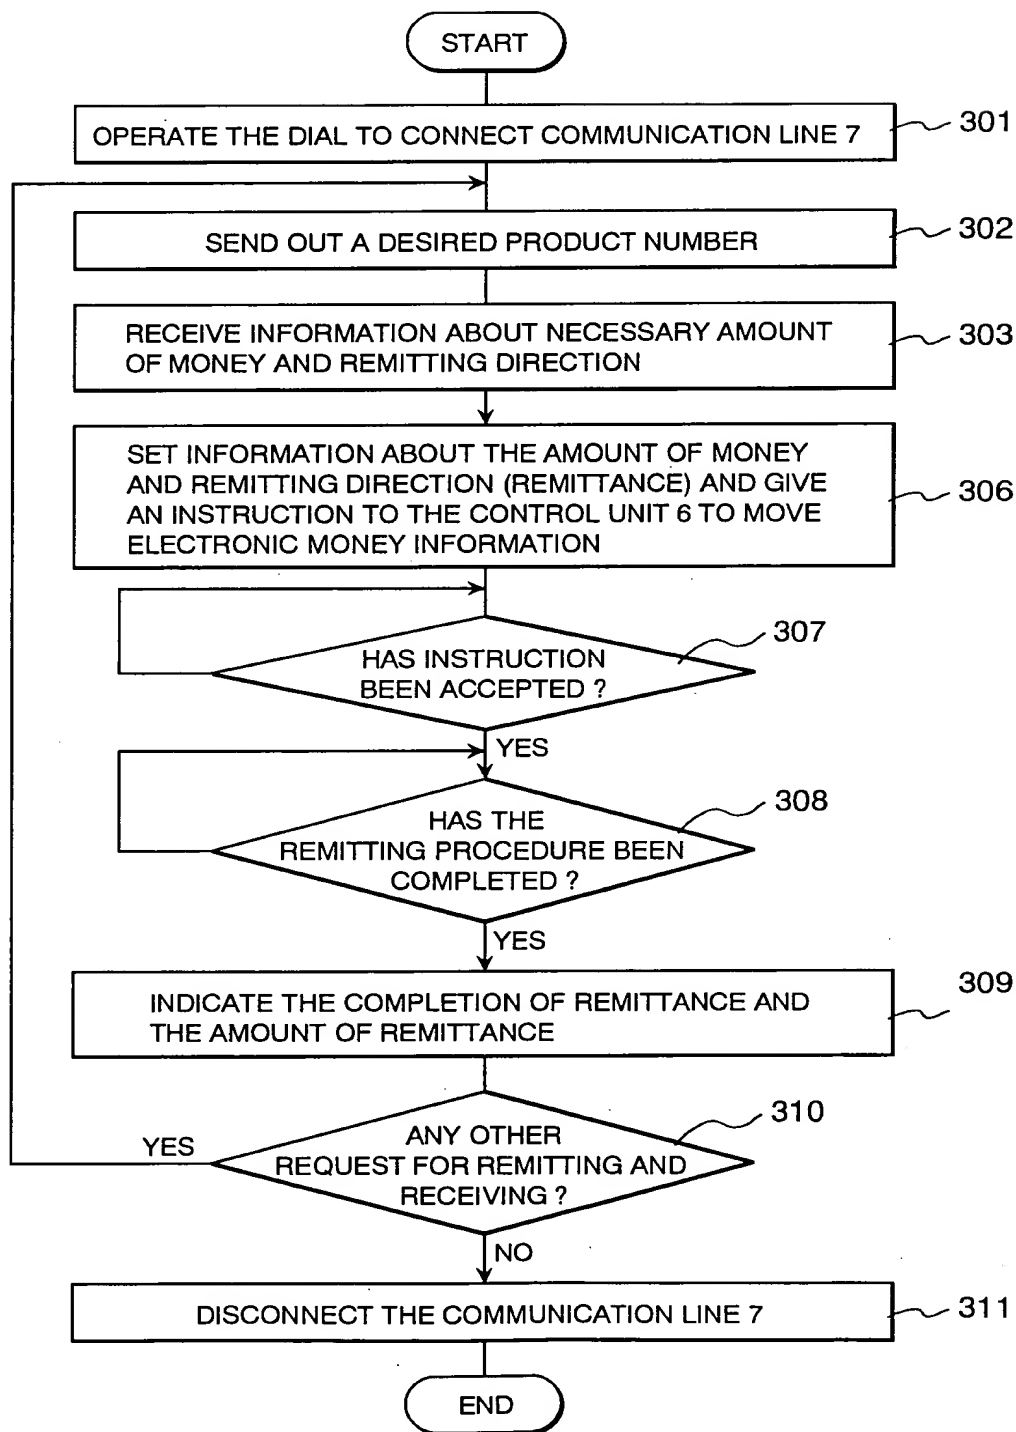 START
OPERATE THE DIAL TO CONNECT COMMUNICATION LINE 7
301
SEND OUT A DESIRED PRODUCT NUMBER
302
RECEIVE INFORMATION ABOUT NECESSARY AMOUNT
OF MONEY AND REMITTING DIRECTION
303
SET INFORMATION ABOUT THE AMOUNT OF MONEY
AND REMITTING DIRECTION (REMITTANCE) AND GIVE
AN INSTRUCTION TO THE CONTROL UNIT 6 TO MOVE
ELECTRONIC MONEY INFORMATION
306
HAS INSTRUCTION
BEEN ACCEPTED ?
307
YES
HAS THE
REMITTING PROCEDURE BEEN
COMPLETED ?
308
YES
INDICATE THE COMPLETION OF REMITTANCE AND
THE AMOUNT OF REMITTANCE
309
ANY OTHER
REQUEST FOR REMITTING AND
RECEIVING ?
310
YES
NO
DISCONNECT THE COMMUNICATION LINE 7
311
END